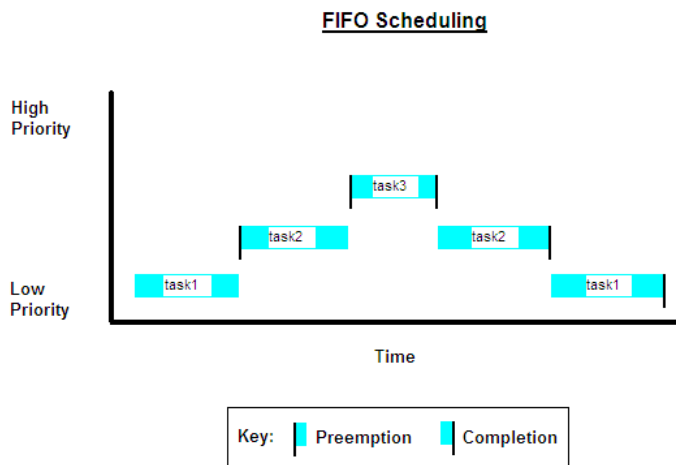 FIFO Scheduling
High
Priority
task3
task2
task2
task1
task1
Low
Priority
Time
Key:
Preemption
Completion